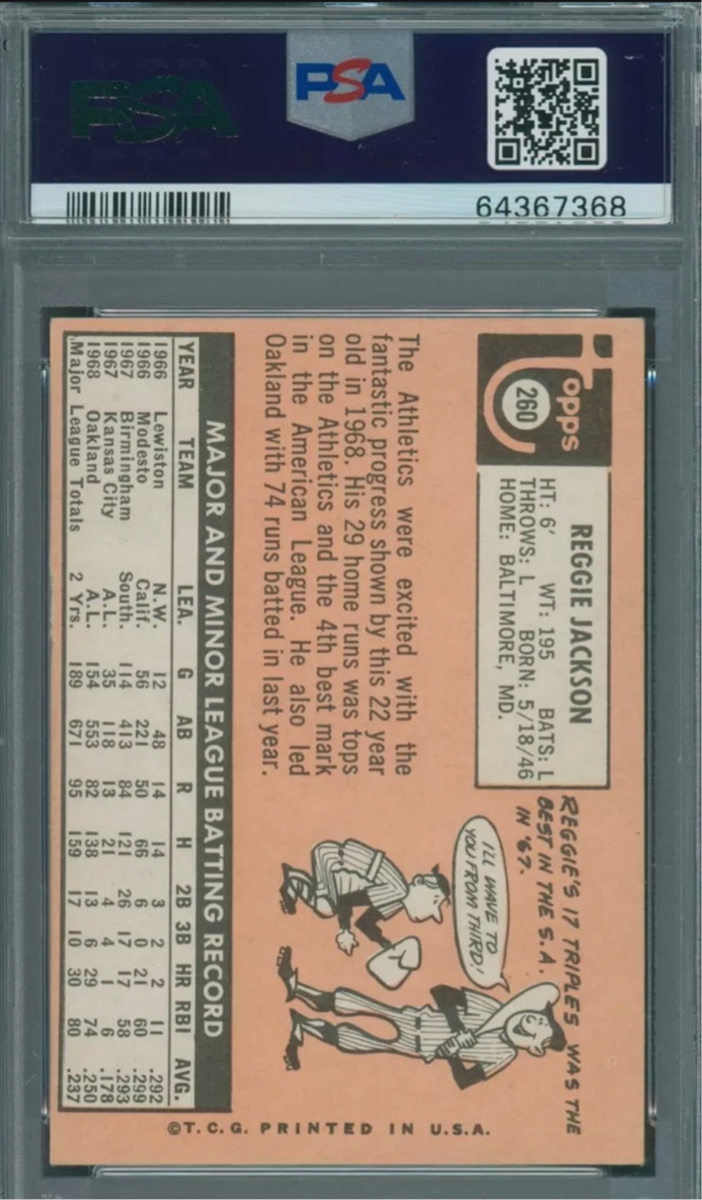 PSA
PSA
64367368
Topps
260
REGGIE JACKSON
HT: 6' WT: 195 BATS: L
THROWS: L BORN: 5/18/46
HOME: BALTIMORE, MD.
REGGIE'S 17 TRIPLES WAS THE
BEST IN THE S.A.
IN '67.
I'LL WAVE TO
YOU FROM THIRD!
The Athletics were excited with the
fantastic progress shown by this 22 year
old in 1968. His 29 home runs was tops
on the Athletics and the 4th best mark
in the American League. He also led
Oakland with 74 runs batted in last year.
MAJOR AND MINOR LEAGUE BATTING RECORD
YEAR TEAM LEA. G AB R H 2B 3B HR RBI AVG.
1966 Lewiston N.W. 12 48 14 14 3 2 2 11 .292
1966 Modesto Calif. 56 221 50 66 6 0 21 60 .299
1967 Birmingham South. 114 413 84 121 26 17 17 58 .293
1967 Kansas City A.L. 35 118 13 21 4 4 1 6 .178
1968 Oakland A.L. 154 553 82 138 13 6 29 74 .250
Major League Totals 2 Yrs. 189 671 95 159 17 10 30 80 .237
©T.C.G. PRINTED IN U.S.A.